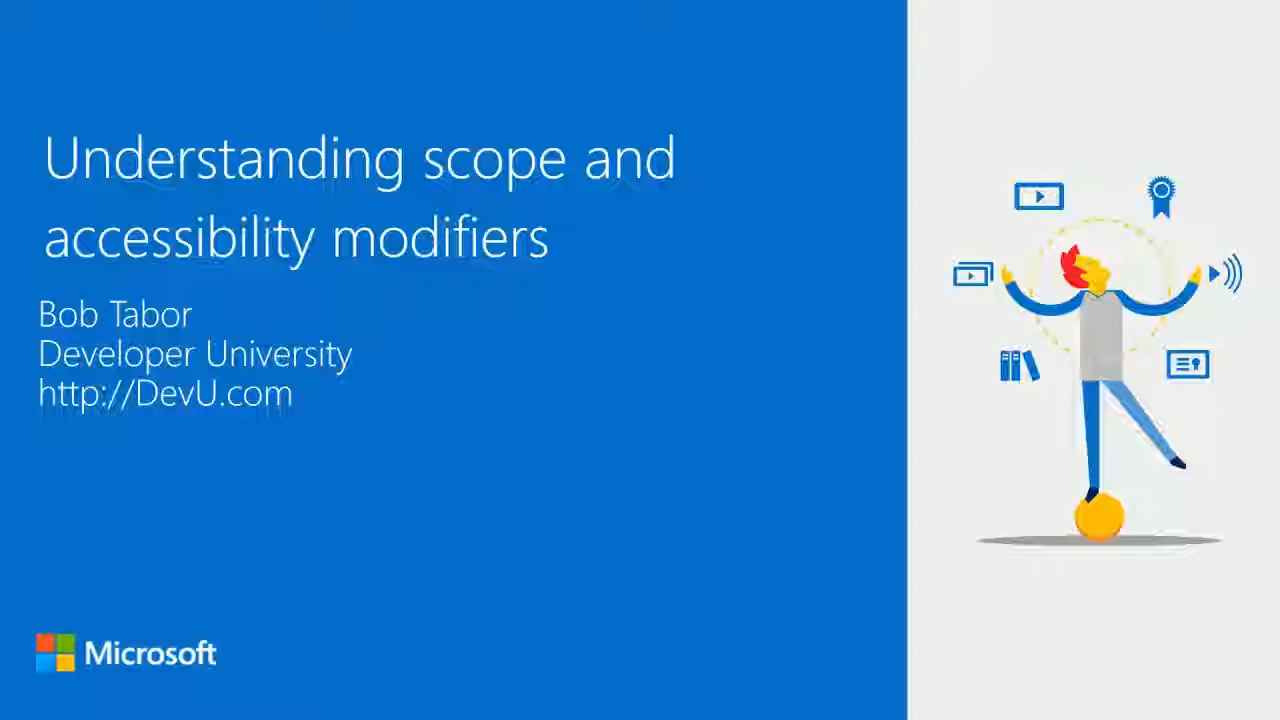 Understanding scope and
accessibility modifiers
Bob Tabor
Developer University
http://DevU.com
Microsoft